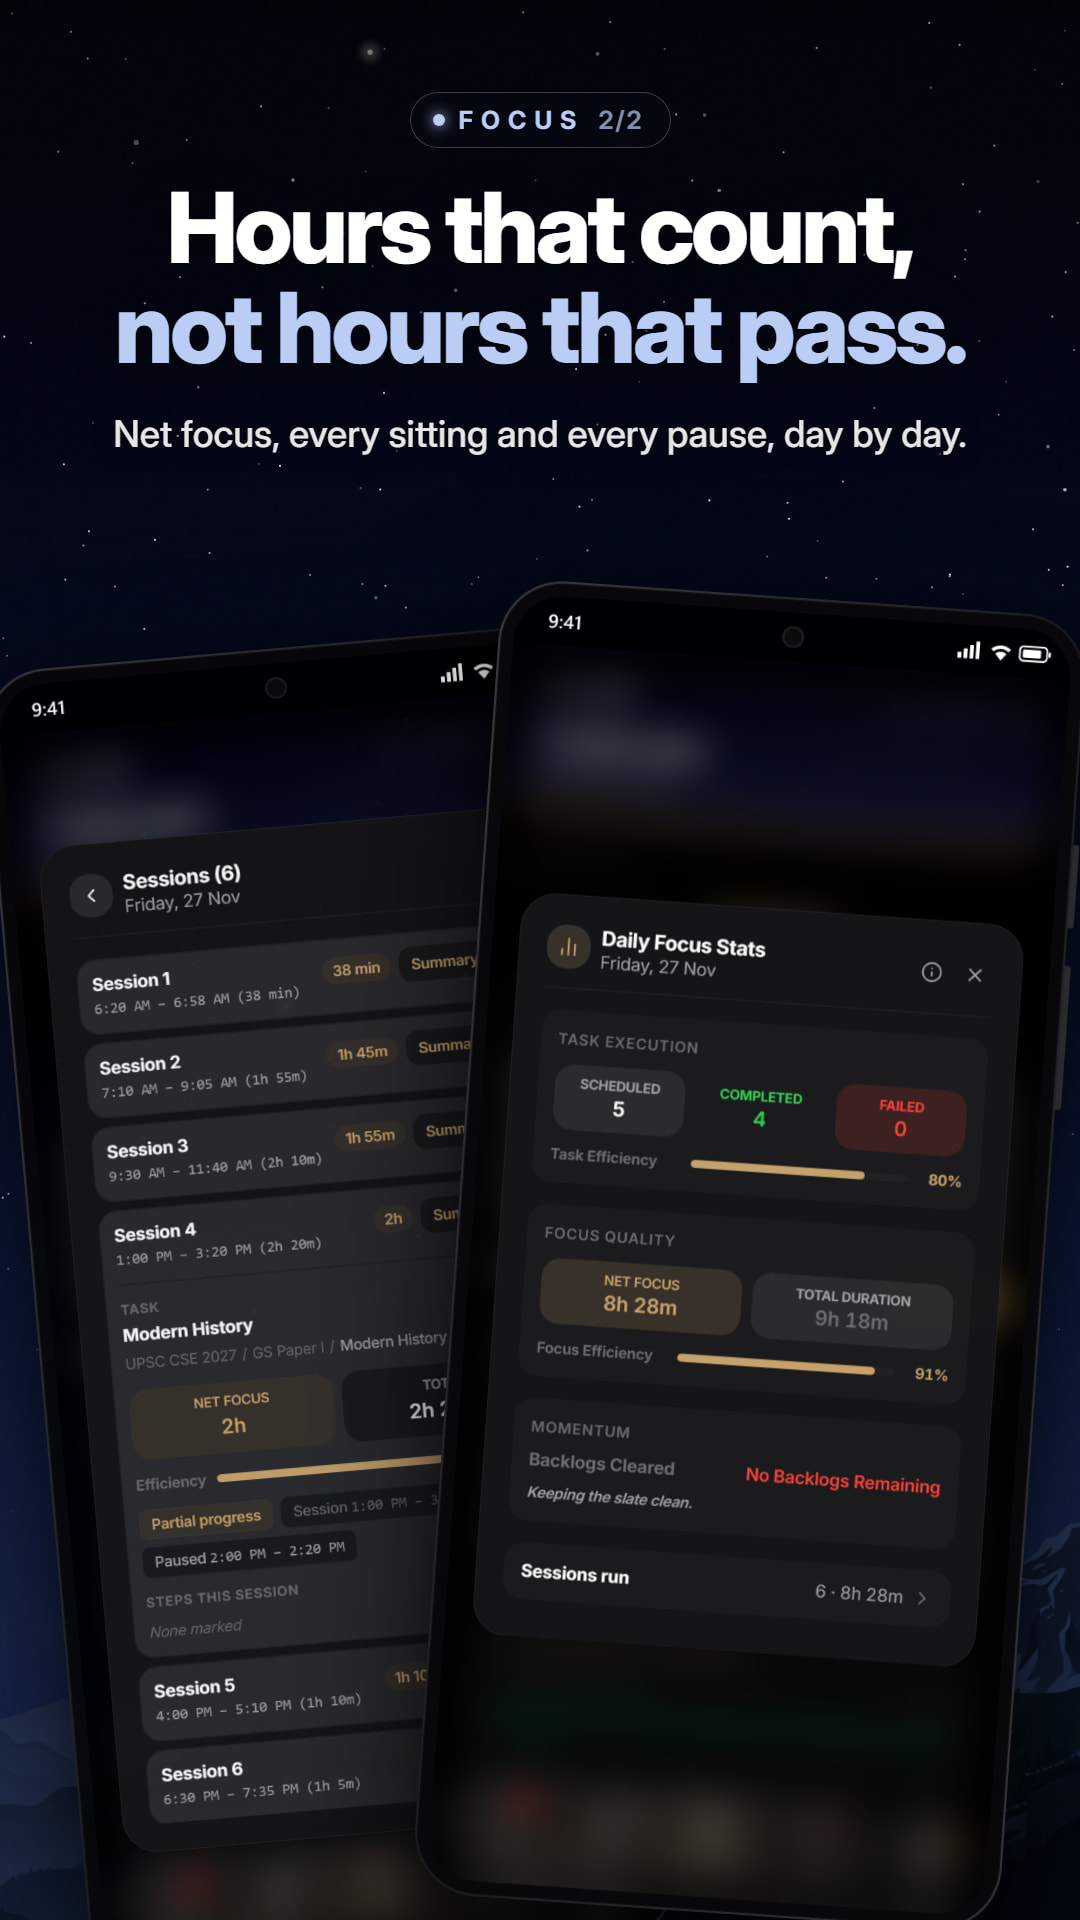 FOCUS 2/2
Hours that count,
not hours that pass.
Net focus, every sitting and every pause, day by day.
9:41
Sessions (6)
Friday, 27 Nov
Session 1
6:20 AM – 6:58 AM (38 min)
38 min
Summary
Session 2
7:10 AM – 9:05 AM (1h 55m)
1h 45m
Session 3
9:30 AM – 11:40 AM (2h 10m)
1h 55m
Session 4
1:00 PM – 3:20 PM (2h 20m)
2h
TASK
Modern History
UPSC CSE 2027 / GS Paper I / Modern History
NET FOCUS
2h
Efficiency
Partial progress
Session 1:00 PM –
Paused 2:00 PM – 2:20 PM
STEPS THIS SESSION
None marked
Session 5
4:00 PM – 5:10 PM (1h 10m)
Session 6
6:30 PM – 7:35 PM (1h 5m)
9:41
Daily Focus Stats
Friday, 27 Nov
TASK EXECUTION
SCHEDULED
5
COMPLETED
4
FAILED
0
Task Efficiency
80%
FOCUS QUALITY
NET FOCUS
8h 28m
TOTAL DURATION
9h 18m
Focus Efficiency
91%
MOMENTUM
Backlogs Cleared
No Backlogs Remaining
Keeping the slate clean.
Sessions run
6 · 8h 28m